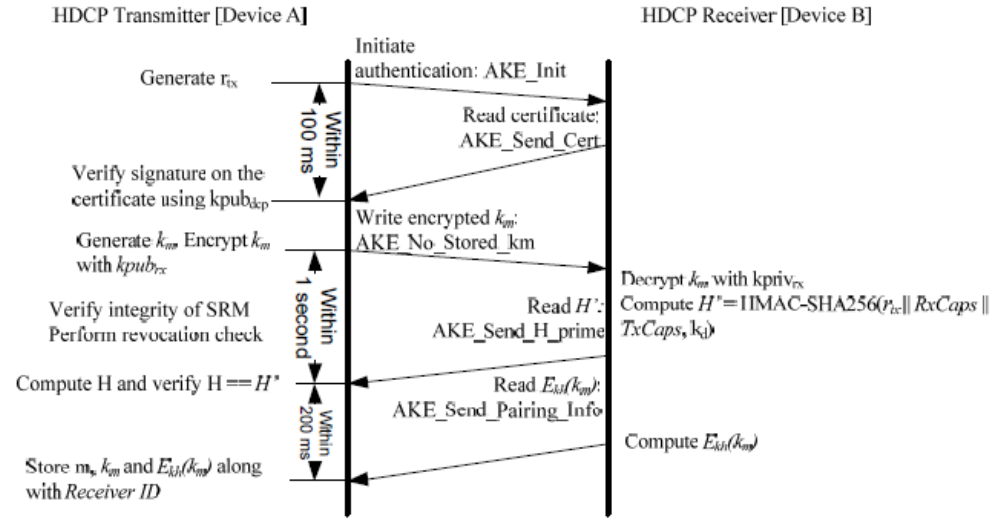 HDCP Transmitter [Device A]
HDCP Receiver [Device B]
Initiate
authentication: AKE_Init
Generate rtx
Within
100 ms
Read certificate:
AKE_Send_Cert
Verify signature on the
certificate using kpubdcp
Write encrypted km:
AKE_No_Stored_km
Generate km, Encrypt km
with kpubrx
Decrypt km with kprivrx
Within
1 second
Verify integrity of SRM
Perform revocation check
Read H':
AKE_Send_H_prime
Compute H'=HMAC-SHA256(rtx|| RxCaps ||
TxCaps, kd)
Compute H and verify H == H'
Within
200 ms
Read Ekh(km):
AKE_Send_Pairing_Info
Compute Ekh(km)
Store m, km and Ekh(km) along
with Receiver ID